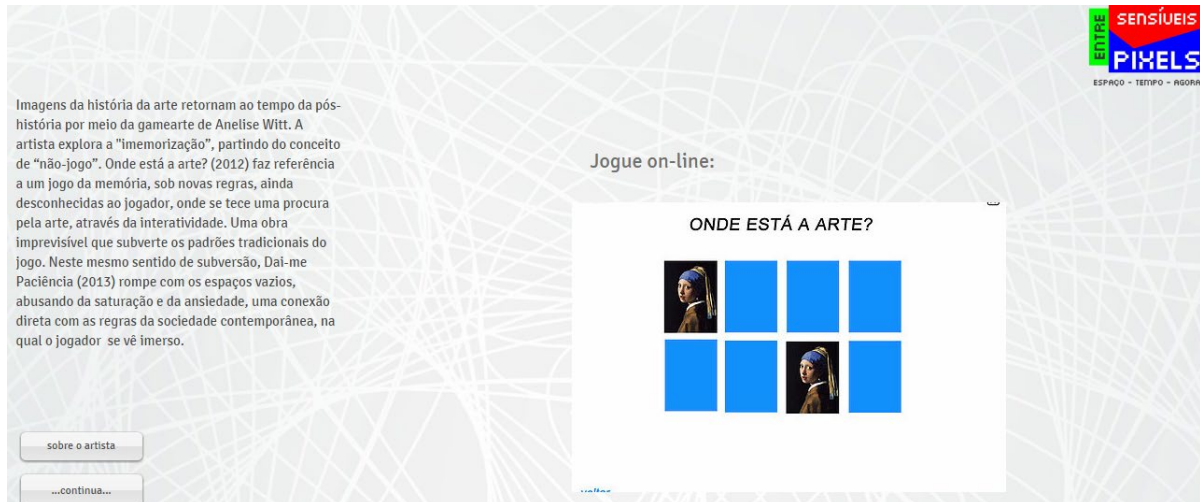 ENTRE
SENSÍVEIS
PIXELS
ESPAÇO - TEMPO - AGORA
Imagens da história da arte retornam ao tempo da pós-
história por meio da gamearte de Anelise Witt. A
artista explora a "imemorização”, partindo do conceito
de “não-jogo”. Onde está a arte? (2012) faz referência
a um jogo da memória, sob novas regras, ainda
desconhecidas ao jogador, onde se tece uma procura
pela arte, através da interatividade. Uma obra
imprevisível que subverte os padrões tradicionais do
jogo. Neste mesmo sentido de subversão, Dai-me
Paciência (2013) rompe com os espaços vazios,
abusando da saturação e da ansiedade, uma conexão
direta com as regras da sociedade contemporânea, na
qual o jogador se vê imerso.
sobre o artista
...continua...
Jogue on-line:
ONDE ESTÁ A ARTE?